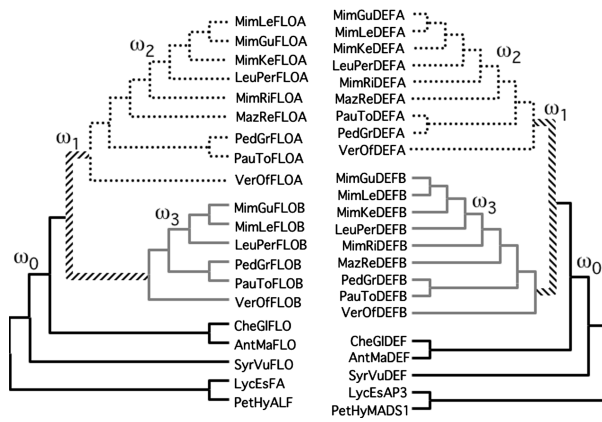 MimLeFLOA
MimGuFLOA
MimKeFLOA
LeuPerFLOA
MimRiFLOA
MazReFLOA
PedGrFLOA
PauToFLOA
VerOfFLOA
MimGuFLOB
MimLeFLOB
LeuPerFLOB
PedGrFLOB
PauToFLOB
VerOfFLOB
CheGlFLO
AntMaFLO
SyrVuFLO
LycEsFA
PetHyALF
ω2
ω1
ω3
ω0
MimGuDEFA
MimLeDEFA
MimKeDEFA
LeuPerDEFA
MimRiDEFA
MazReDEFA
PauToDEFA
PedGrDEFA
VerOfDEFA
MimGuDEFB
MimLeDEFB
MimKeDEFB
LeuPerDEFB
MimRiDEFB
MazReDEFB
PedGrDEFB
PauToDEFB
VerOfDEFB
CheGlDEF
AntMaDEF
SyrVuDEF
LycEsAP3
PetHyMADS1
ω2
ω1
ω3
ω0